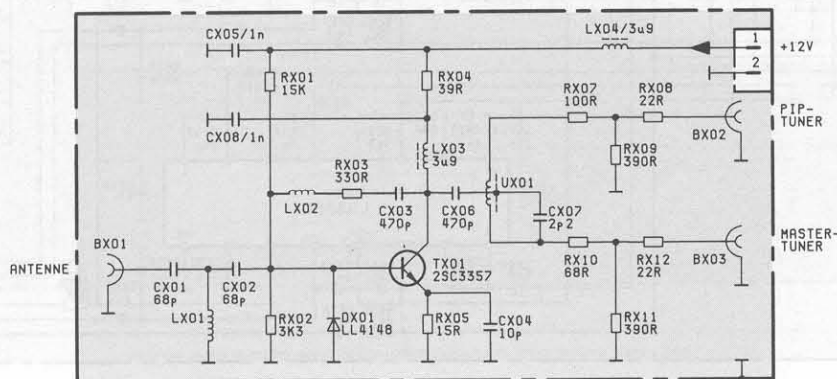 CX05/1n
LX04/3u9
1
+12V
2
RX01
15K
RX04
39R
RX07
100R
RX08
22R
PIP-
TUNER
CX08/1n
BX02
LX03
3u9
RX09
390R
RX03
330R
LX02
CX03
470p
CX06
470p
UX01
CX07
2p2
MASTER-
TUNER
BX01
ANTENNE
CX01
68p
CX02
68p
TX01
2SC3357
RX10
68R
RX12
22R
BX03
LX01
RX02
3K3
DX01
LL4148
RX05
15R
CX04
10p
RX11
390R